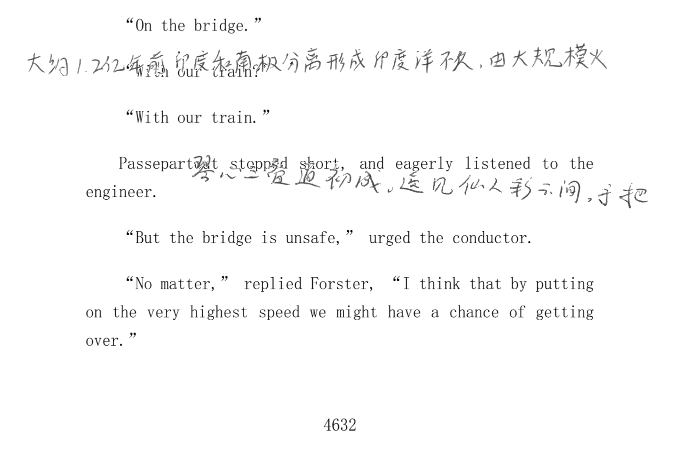 “On the bridge.”
大约1.2亿年前印度和南极分离形成印度洋不久，由大规模火
“With our train?”
“With our train.”
Passepartout stopped short, and eagerly listened to the
琴心三叠道初成，遥见仙人彩云间，手把
engineer.
“But the bridge is unsafe,” urged the conductor.
“No matter,” replied Forster, “I think that by putting
on the very highest speed we might have a chance of getting
over.”
4632